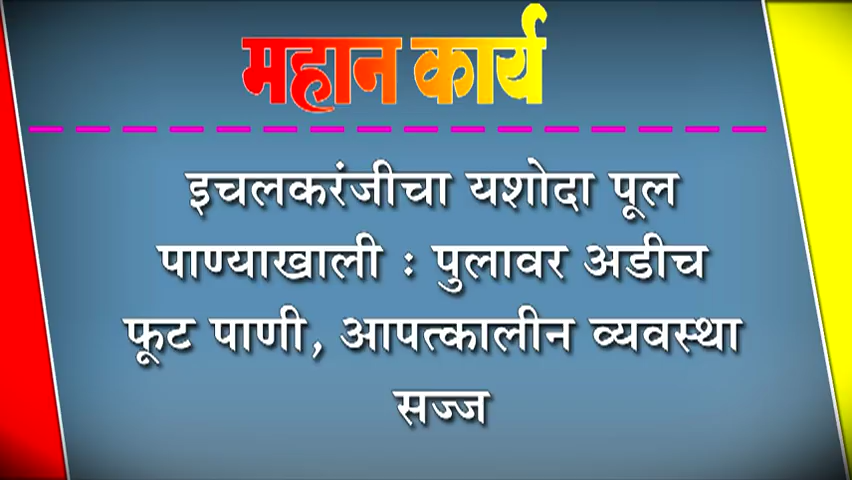 महान कार्य
इचलकरंजीचा यशोदा पूल
पाण्याखाली : पुलावर अडीच
फूट पाणी, आपत्कालीन व्यवस्था
सज्ज